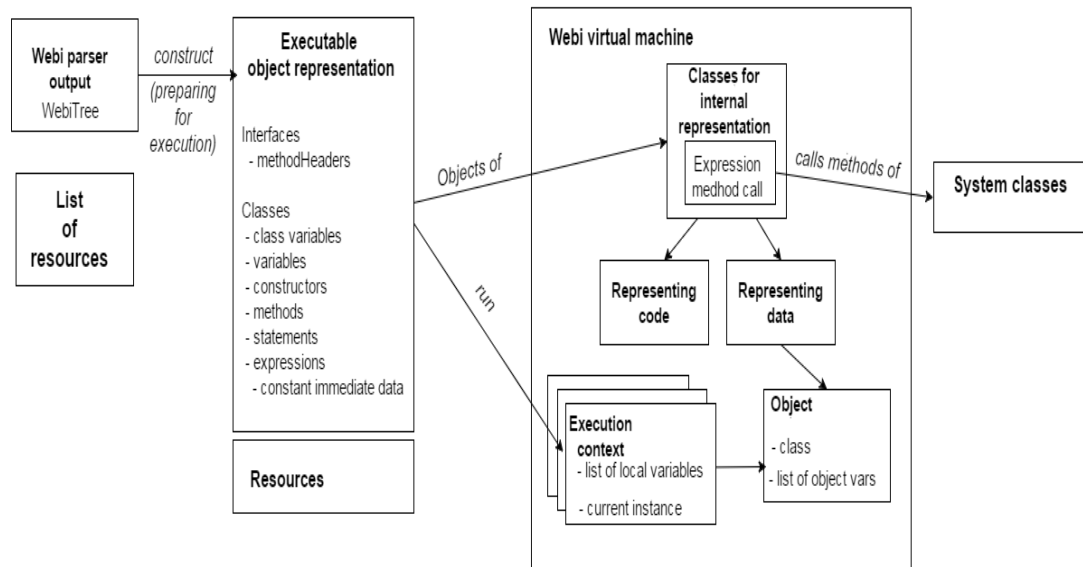 Webi parser
output
WebiTree
construct
(preparing
for
execution)
List
of
resources
Executable
object representation
Interfaces
- methodHeaders
Classes
- class variables
- variables
- constructors
- methods
- statements
- expressions
- constant immediate data
Resources
Objects of
run
Webi virtual machine
Classes for
internal
representation
Expression
medhod call
calls methods of
System classes
Representing
code
Representing
data
Execution
context
- list of local variables
- current instance
Object
- class
- list of object vars